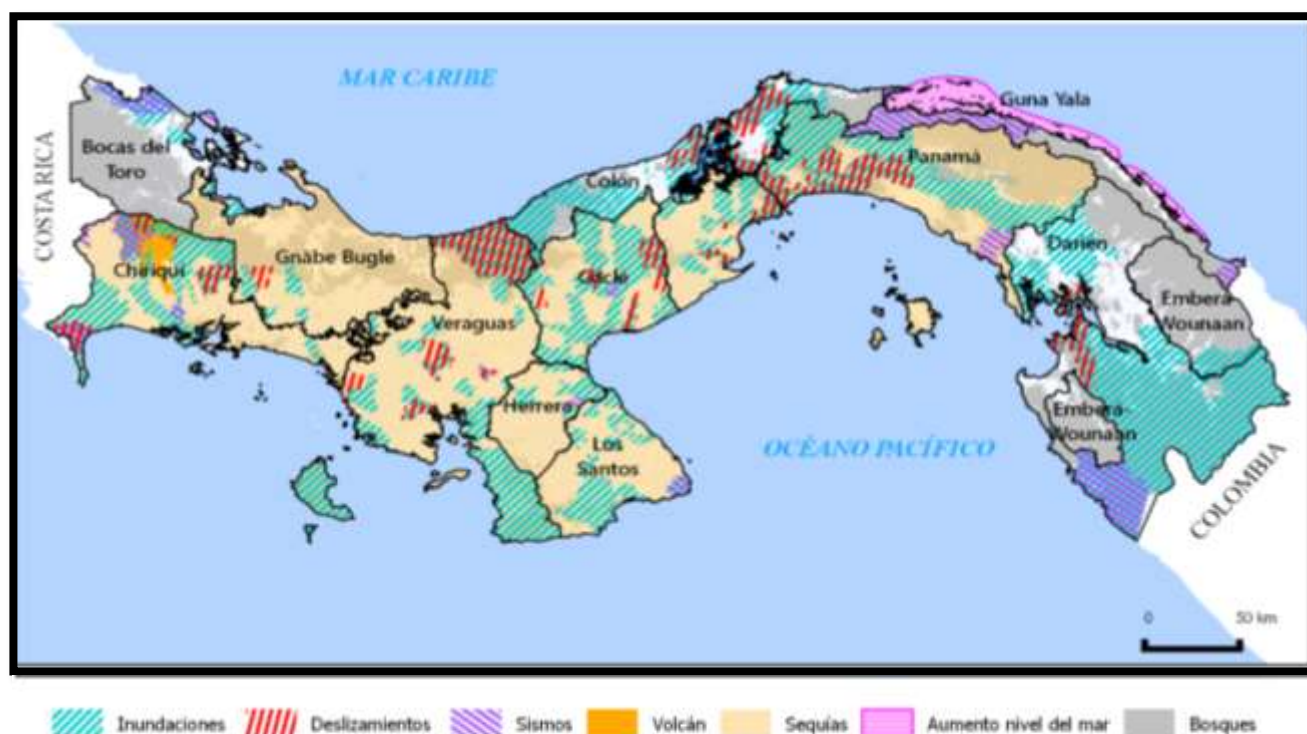 MAR CARIBE
Guna Yala
COSTA RICA
Bocas del
Toro
Panamá
Colón
Gnäbe Bugle
Chiriquí
Coclé
Darién
Emberá
Wounaan
Veraguas
Herrera
Los
Santos
Emberá-
Wounaan
OCÉANO PACÍFICO
COLOMBIA
0 50 km
Inundaciones Deslizamientos Sismos Volcán Sequías Aumento nivel del mar Bosques